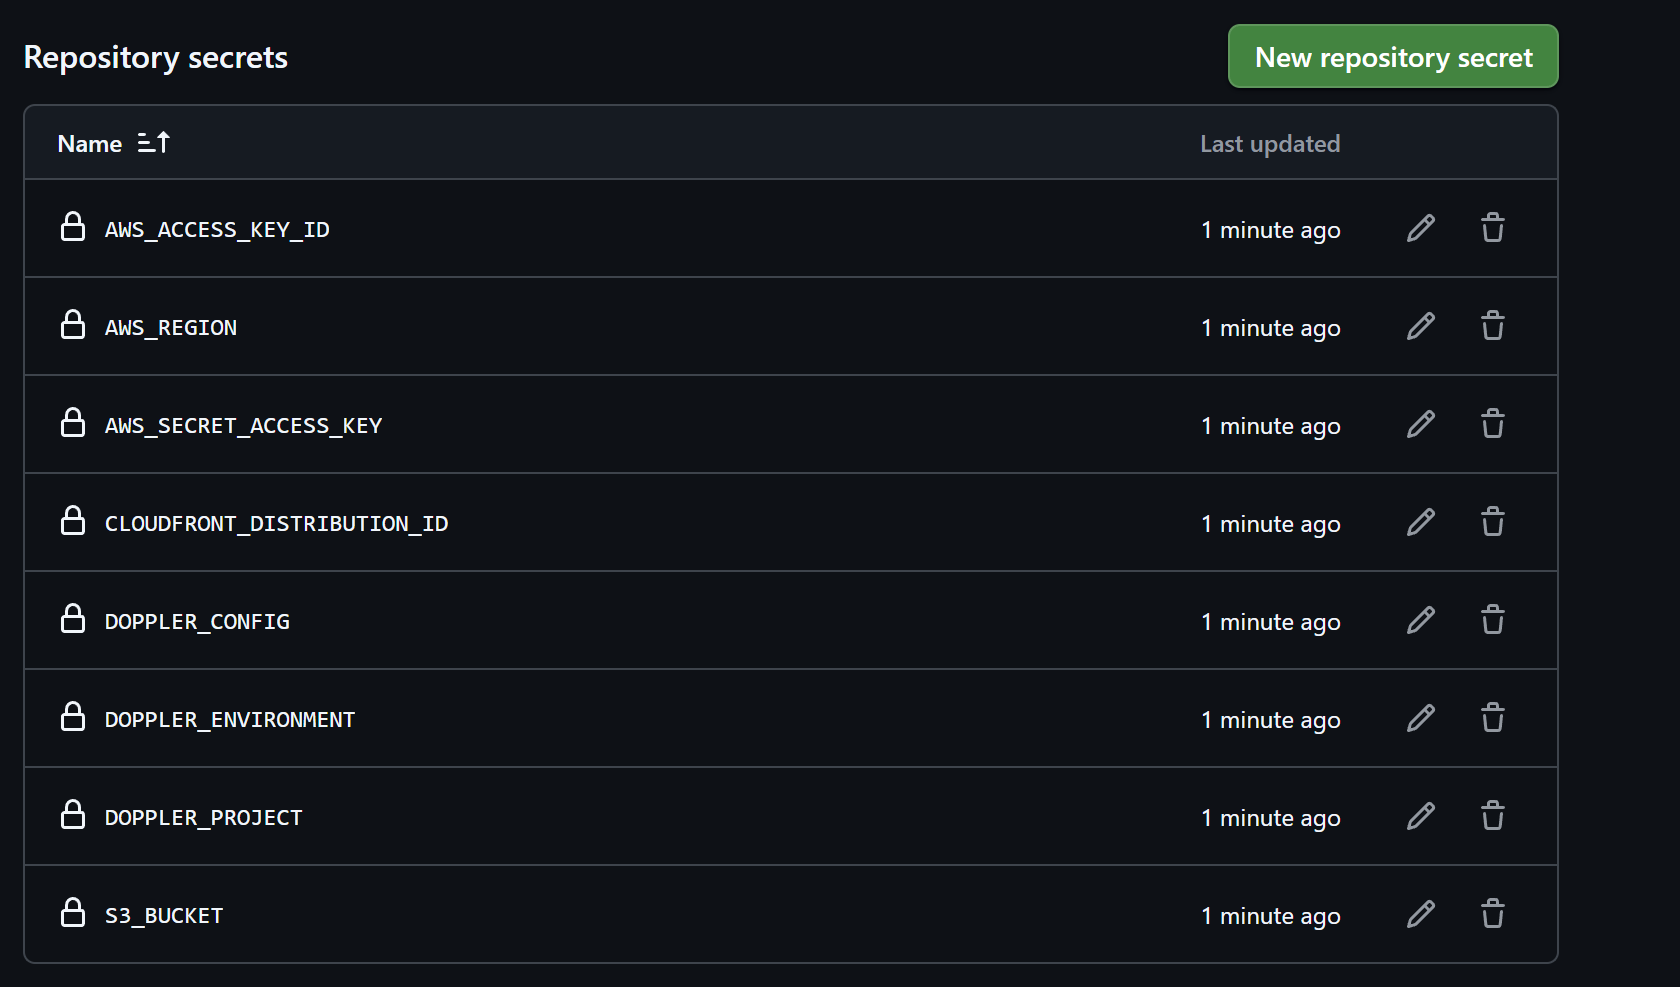 Repository secrets
New repository secret
Name
Last updated
AWS_ACCESS_KEY_ID 1 minute ago
AWS_REGION 1 minute ago
AWS_SECRET_ACCESS_KEY 1 minute ago
CLOUDFRONT_DISTRIBUTION_ID 1 minute ago
DOPPLER_CONFIG 1 minute ago
DOPPLER_ENVIRONMENT 1 minute ago
DOPPLER_PROJECT 1 minute ago
S3_BUCKET 1 minute ago